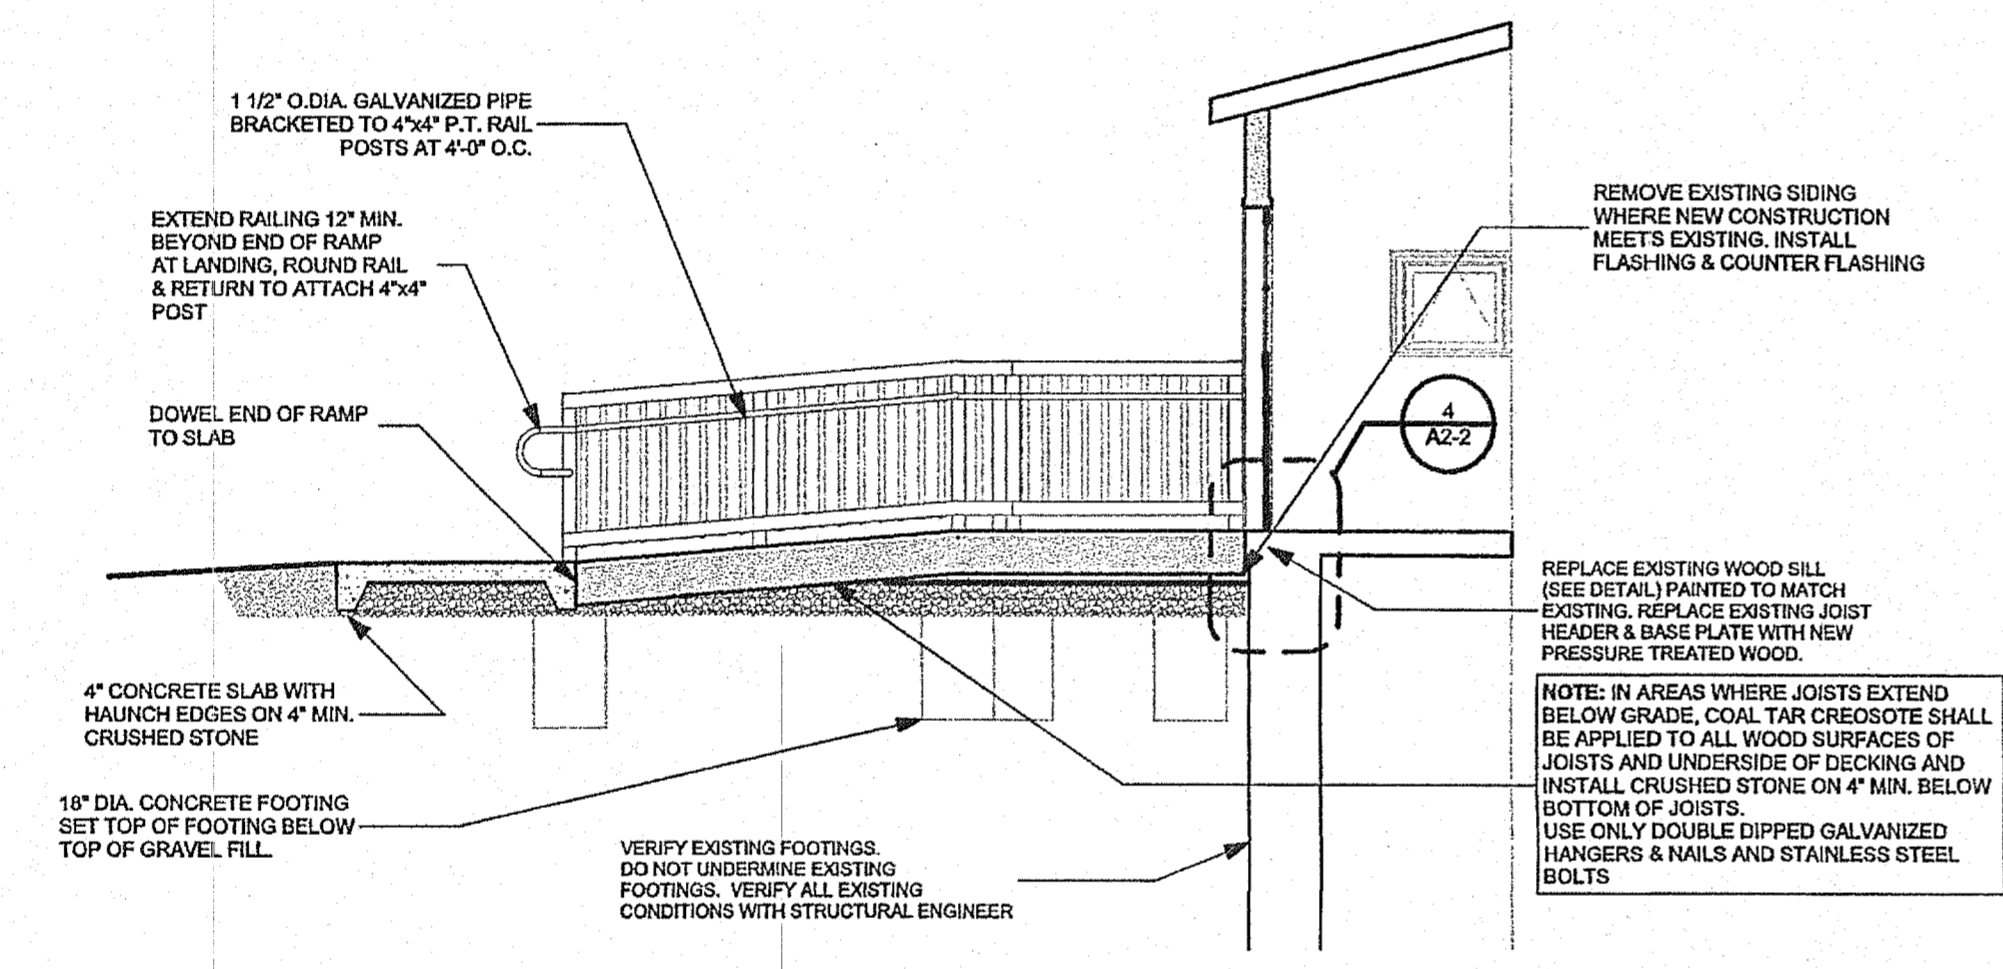 1 1/2" O.DIA. GALVANIZED PIPE
BRACKETED TO 4"x4" P.T. RAIL
POSTS AT 4'-0" O.C.
EXTEND RAILING 12" MIN.
BEYOND END OF RAMP
AT LANDING, ROUND RAIL
& RETURN TO ATTACH 4"x4"
POST
DOWEL END OF RAMP
TO SLAB
4" CONCRETE SLAB WITH
HAUNCH EDGES ON 4" MIN.
CRUSHED STONE
18" DIA. CONCRETE FOOTING
SET TOP OF FOOTING BELOW
TOP OF GRAVEL FILL.
VERIFY EXISTING FOOTINGS.
DO NOT UNDERMINE EXISTING
FOOTINGS. VERIFY ALL EXISTING
CONDITIONS WITH STRUCTURAL ENGINEER
REMOVE EXISTING SIDING
WHERE NEW CONSTRUCTION
MEETS EXISTING. INSTALL
FLASHING & COUNTER FLASHING
4
A2-2
REPLACE EXISTING WOOD SILL
(SEE DETAIL) PAINTED TO MATCH
EXISTING. REPLACE EXISTING JOIST
HEADER & BASE PLATE WITH NEW
PRESSURE TREATED WOOD.
NOTE: IN AREAS WHERE JOISTS EXTEND
BELOW GRADE, COAL TAR CREOSOTE SHALL
BE APPLIED TO ALL WOOD SURFACES OF
JOISTS AND UNDERSIDE OF DECKING AND
INSTALL CRUSHED STONE ON 4" MIN. BELOW
BOTTOM OF JOISTS.
USE ONLY DOUBLE DIPPED GALVANIZED
HANGERS & NAILS AND STAINLESS STEEL
BOLTS